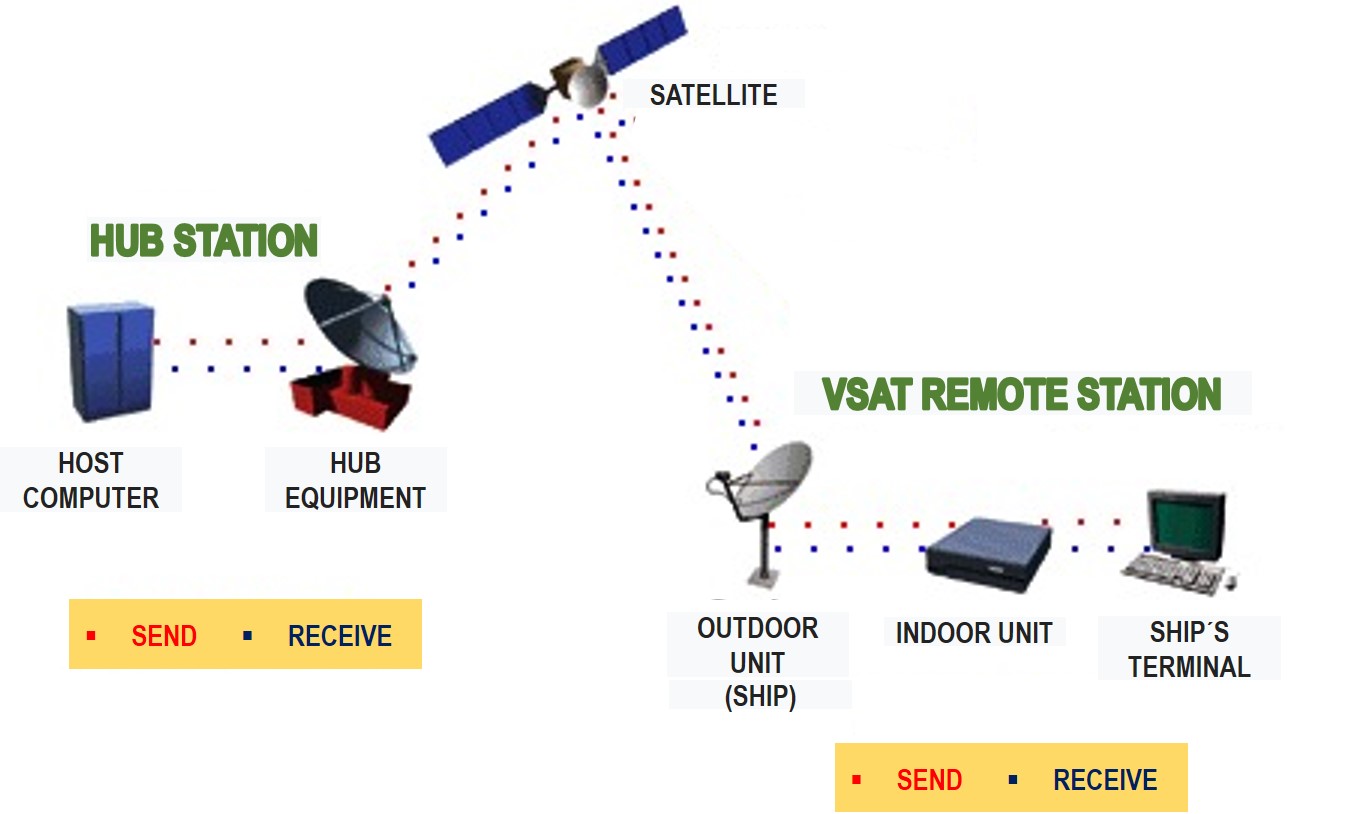 SATELLITE
HUB STATION
VSAT REMOTE STATION
HOST
COMPUTER
HUB
EQUIPMENT
SEND RECEIVE
OUTDOOR
UNIT
(SHIP)
INDOOR UNIT
SHIP´S
TERMINAL
SEND RECEIVE